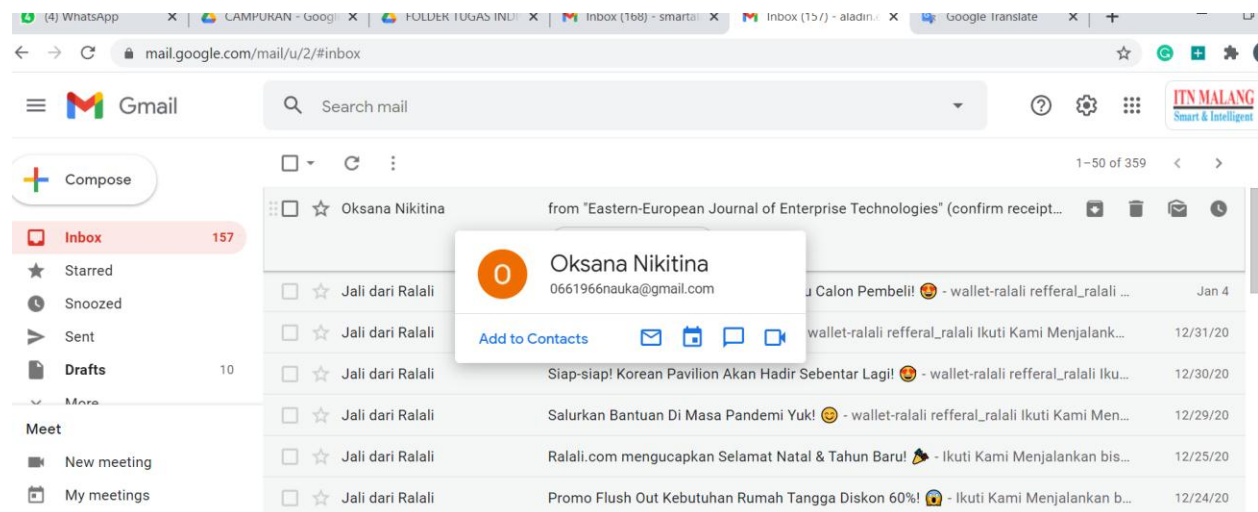 (4) WhatsApp
CAMPURAN - Googl
FOLDER TUGAS IND
Inbox (168) - smartal
Inbox (157) - aladin.e
Google Translate
mail.google.com/mail/u/2/#inbox
Gmail
Search mail
ITN MALANG
Smart & Intelligent
Compose
1–50 of 359
Inbox 157
Starred
Snoozed
Sent
Drafts 10
More
Meet
New meeting
My meetings
Oksana Nikitina from "Eastern-European Journal of Enterprise Technologies" (confirm receipt...
O
Oksana Nikitina
0661966nauka@gmail.com
Add to Contacts
Jali dari Ralali Calon Pembeli! 😍 - wallet-ralali refferal_ralali ... Jan 4
Jali dari Ralali wallet-ralali refferal_ralali Ikuti Kami Menjalank... 12/31/20
Jali dari Ralali Siap-siap! Korean Pavilion Akan Hadir Sebentar Lagi! 😍 - wallet-ralali refferal_ralali Iku... 12/30/20
Jali dari Ralali Salurkan Bantuan Di Masa Pandemi Yuk! 😊 - wallet-ralali refferal_ralali Ikuti Kami Men... 12/29/20
Jali dari Ralali Ralali.com mengucapkan Selamat Natal & Tahun Baru! 🎉 - Ikuti Kami Menjalankan bis... 12/25/20
Jali dari Ralali Promo Flush Out Kebutuhan Rumah Tangga Diskon 60%! 😱 - Ikuti Kami Menjalankan b... 12/24/20